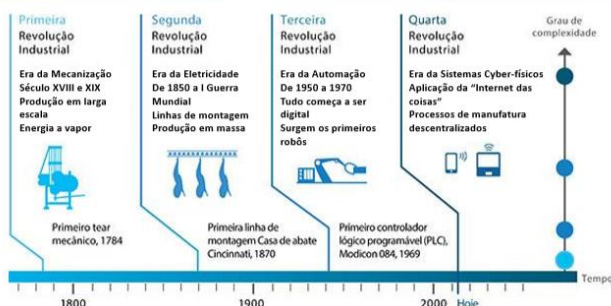 Primeira
Revolução
Industrial
Era da Mecanização
Século XVIII e XIX
Produção em larga
escala
Energia a vapor
Primeiro tear
mecânico, 1784
Segunda
Revolução
Industrial
Era da Eletricidade
De 1850 a I Guerra
Mundial
Linhas de montagem
Produção em massa
Primeira linha de
montagem Casa de abate
Cincinnati, 1870
Terceira
Revolução
Industrial
Era da Automação
De 1950 a 1970
Tudo começa a ser
digital
Surgem os primeiros
robôs
Primeiro controlador
lógico programável (PLC),
Modicon 084, 1969
Quarta
Revolução
Industrial
Era da Sistemas Cyber-físicos
Aplicação da “Internet das
coisas”
Processos de manufatura
descentralizados
Grau de
complexidade
Tempo
1800
1900
2000
Hoje